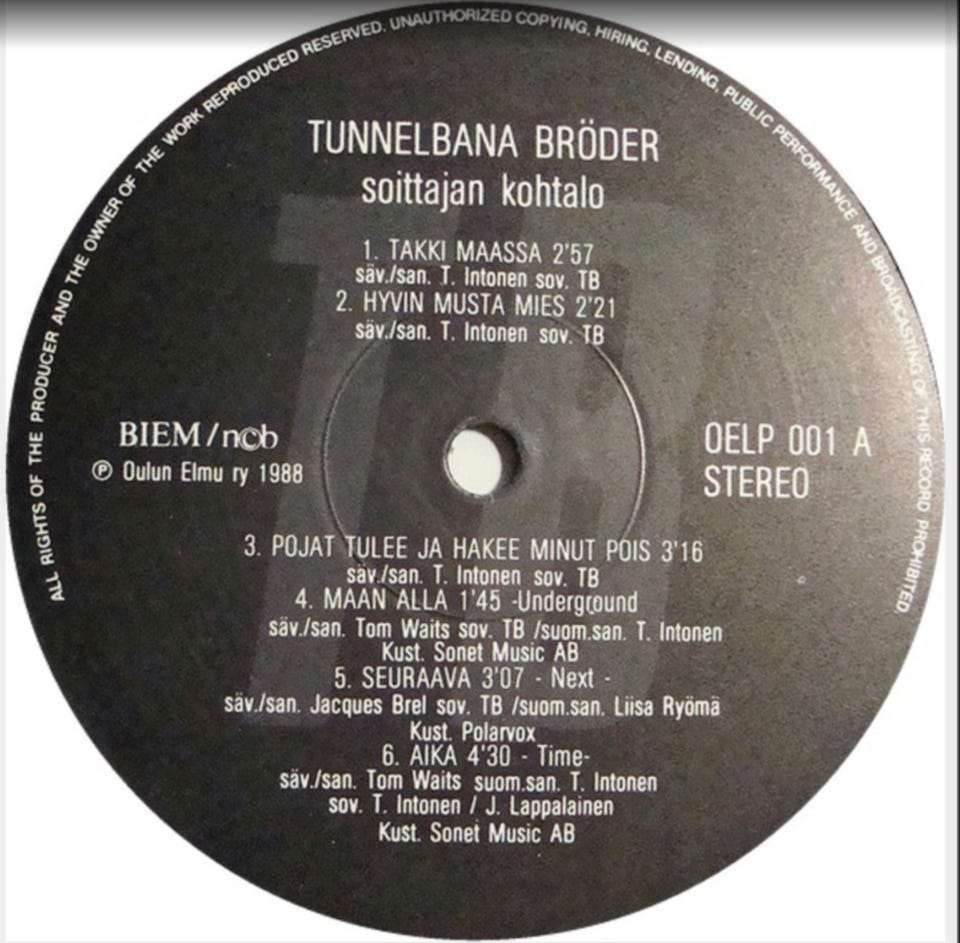 ALL RIGHTS OF THE PRODUCER AND THE OWNER OF THE WORK REPRODUCED RESERVED. UNAUTHORIZED COPYING, HIRING, LENDING, PUBLIC PERFORMANCE AND BROADCASTING OF THIS RECORD PROHIBITED.
TUNNELBANA BRÖDER
soittajan kohtalo
1. TAKKI MAASSA 2'57
säv./san. T. Intonen sov. TB
2. HYVIN MUSTA MIES 2'21
säv./san. T. Intonen sov. TB
BIEM/n©b
℗ Oulun Elmu ry 1988
OELP 001 A
STEREO
3. POJAT TULEE JA HAKEE MINUT POIS 3'16
säv./san. T. Intonen sov. TB
4. MAAN ALLA 1'45 -Underground
säv./san. Tom Waits sov. TB /suom.san. T. Intonen
Kust. Sonet Music AB
5. SEURAAVA 3'07 - Next -
säv./san. Jacques Brel sov. TB /suom.san. Liisa Ryömä
Kust. Polarvox
6. AIKA 4'30 - Time-
säv./san. Tom Waits suom.san. T. Intonen
sov. T. Intonen / J. Lappalainen
Kust. Sonet Music AB
TB